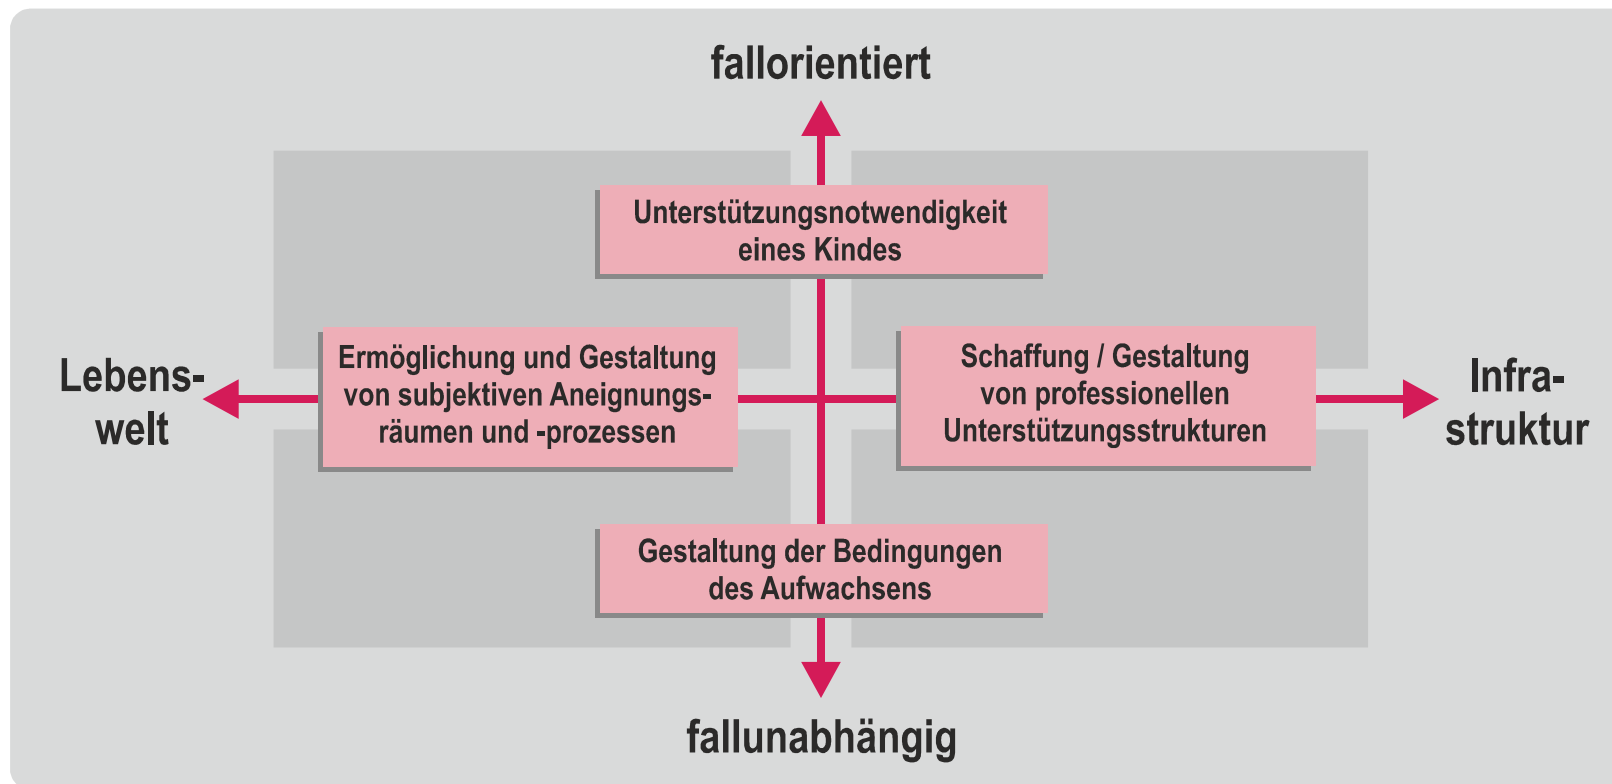 fallorientiert
Unterstützungsnotwendigkeit
eines Kindes
Lebens-
welt
Ermöglichung und Gestaltung
von subjektiven Aneignungs-
räumen und -prozessen
Schaffung / Gestaltung
von professionellen
Unterstützungsstrukturen
Infra-
struktur
Gestaltung der Bedingungen
des Aufwachsens
fallunabhängig